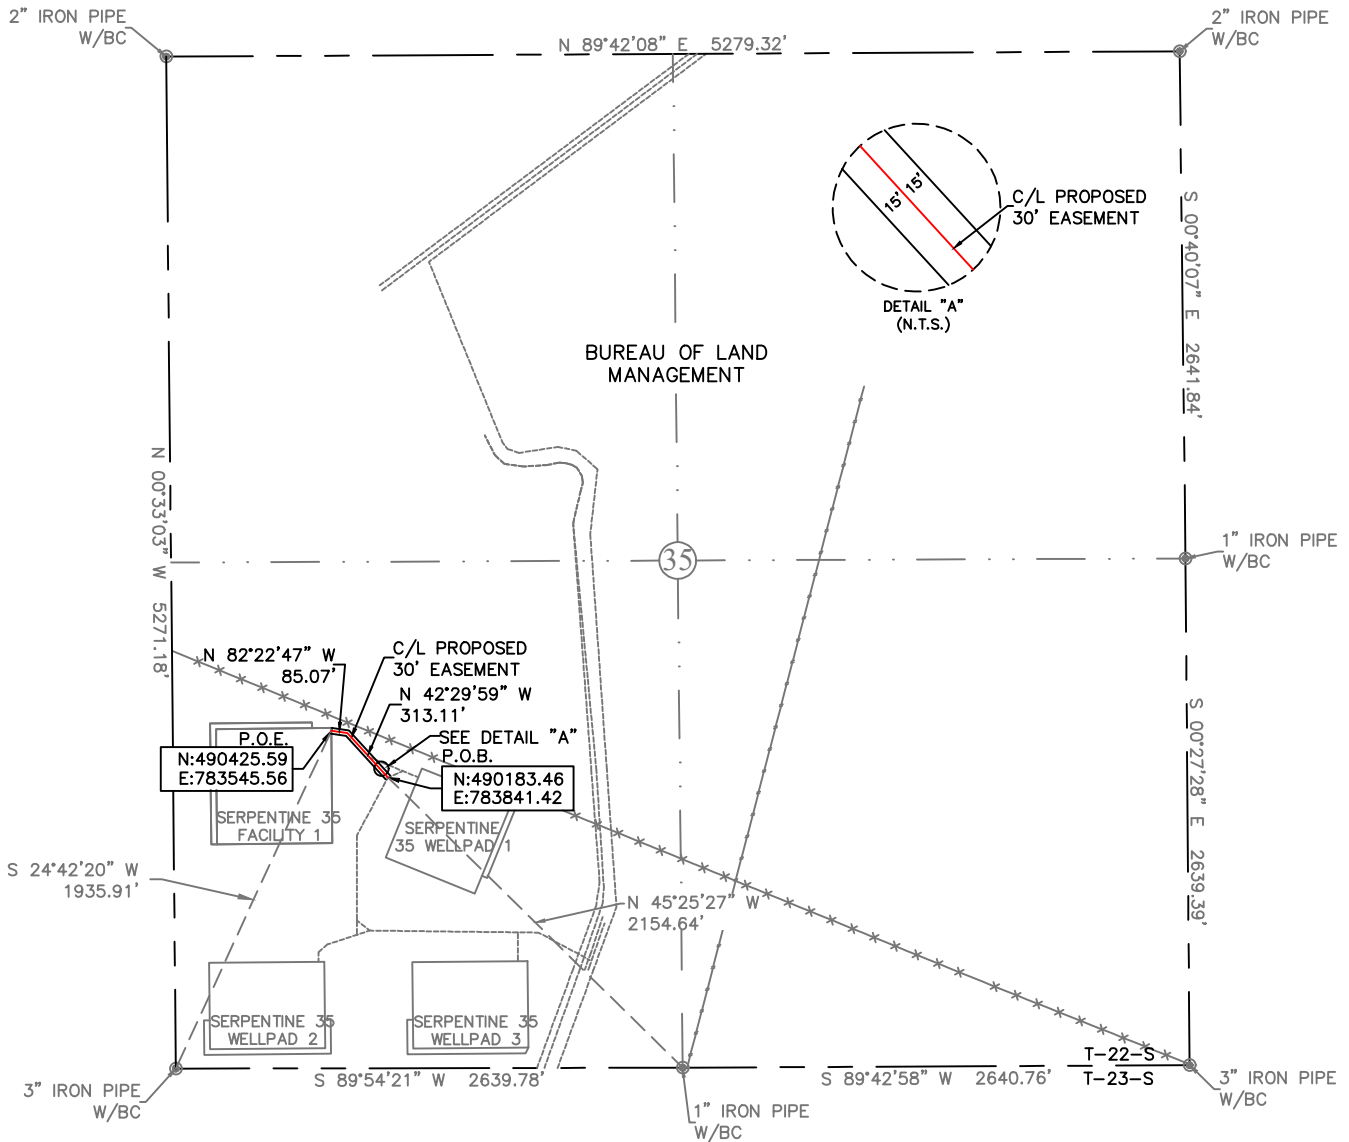 2" IRON PIPE
W/BC
N 89°42'08" E 5279.32'
2" IRON PIPE
W/BC
15' 15'
C/L PROPOSED
30' EASEMENT
DETAIL "A"
(N.T.S.)
S 00°40'07" E 2641.84'
BUREAU OF LAND
MANAGEMENT
N 00°33'03" W 5271.18'
35
1" IRON PIPE
W/BC
N 82°22'47" W
85.07'
C/L PROPOSED
30' EASEMENT
N 42°29'59" W
313.11'
SEE DETAIL "A"
P.O.E.
N:490425.59
E:783545.56
P.O.B.
N:490183.46
E:783841.42
SERPENTINE 35
FACILITY 1
SERPENTINE
35 WELLPAD 1
S 00°27'28" E 2639.39'
S 24°42'20" W
1935.91'
N 45°25'27" W
2154.64'
SERPENTINE 35
WELLPAD 2
SERPENTINE 35
WELLPAD 3
T-22-S
T-23-S
S 89°54'21" W 2639.78'
S 89°42'58" W 2640.76'
3" IRON PIPE
W/BC
1" IRON PIPE
W/BC
3" IRON PIPE
W/BC